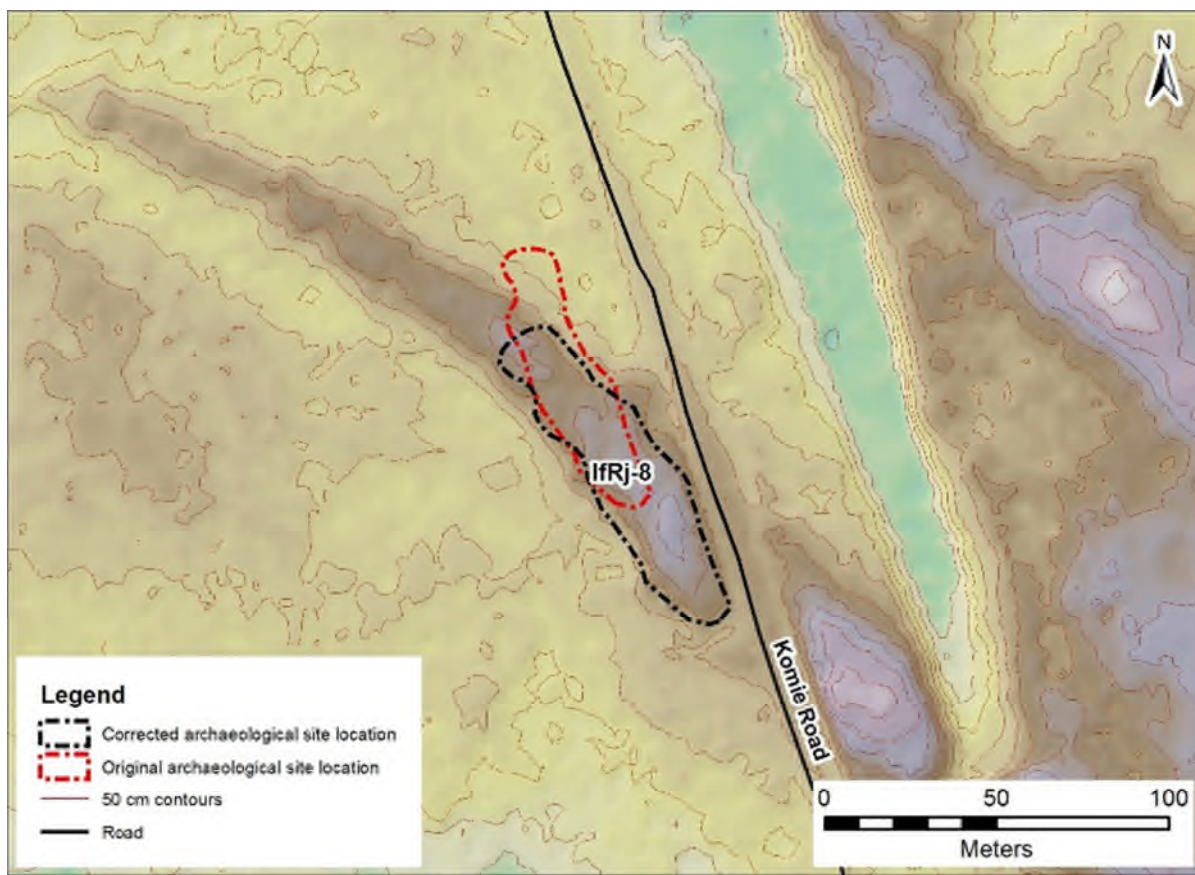 N
IfRj-8
Komie Road
Legend
Corrected archaeological site location
Original archaeological site location
50 cm contours
Road
0 50 100
Meters